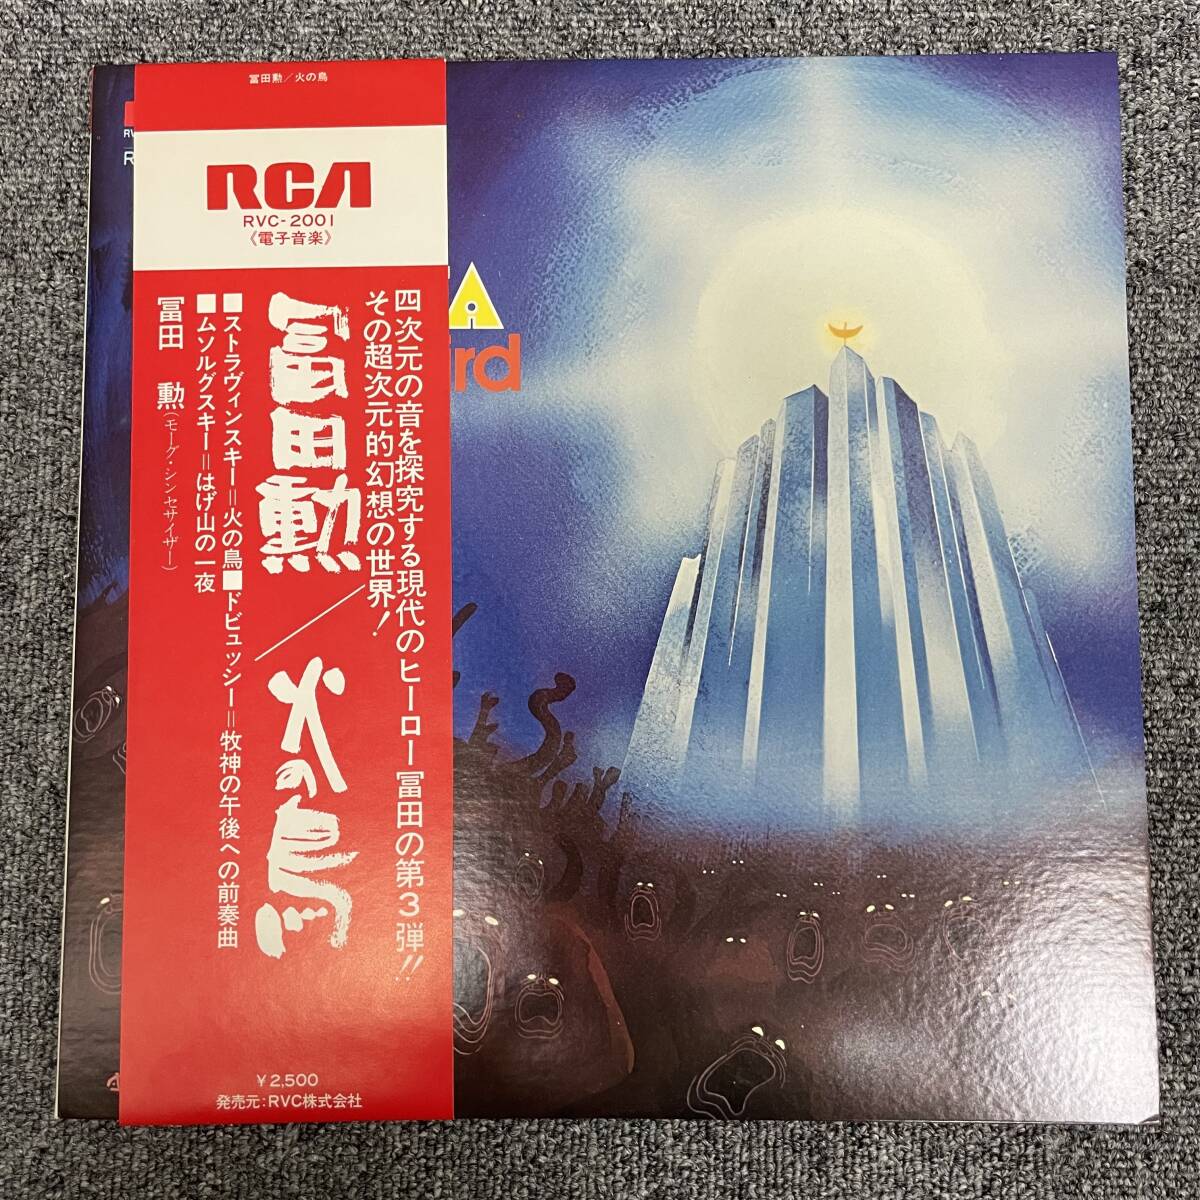 冨田勲／火の鳥
RCA
RVC-2001
《電子音楽》
四次元の音を探究する現代のヒーロー冨田の第3弾!!
その超次元的幻想の世界!
冨田勲／火の鳥
■ストラヴィンスキー＝火の鳥■ドビュッシー＝牧神の午後への前奏曲
■ムソルグスキー＝はげ山の一夜
冨田 勲(モーグ・シンセサイザー)
¥2,500
発売元:RVC株式会社
RV
R
A
ird